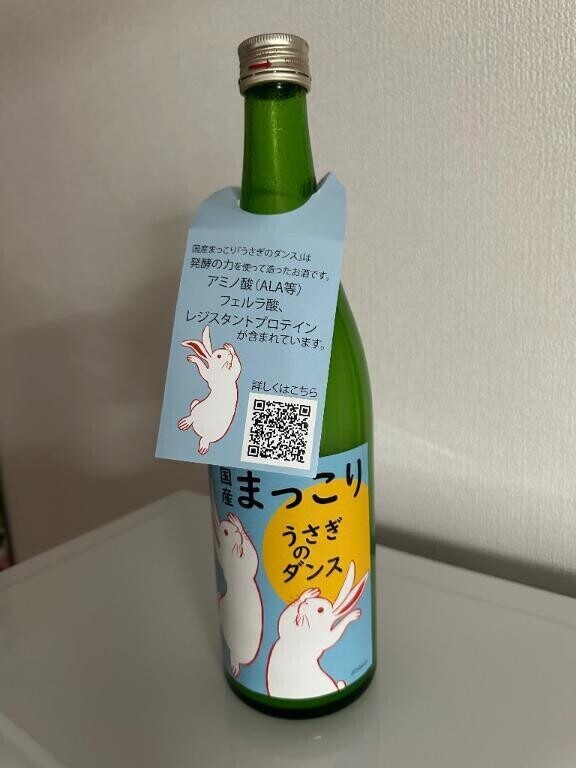 国産まっこり「うさぎのダンス」は
発酵の力を使って造ったお酒です。
アミノ酸(ALA等)
フェルラ酸、
レジスタントプロテイン
が含まれています。
詳しくはこちら
国産
まっこり
うさぎ
の
ダンス